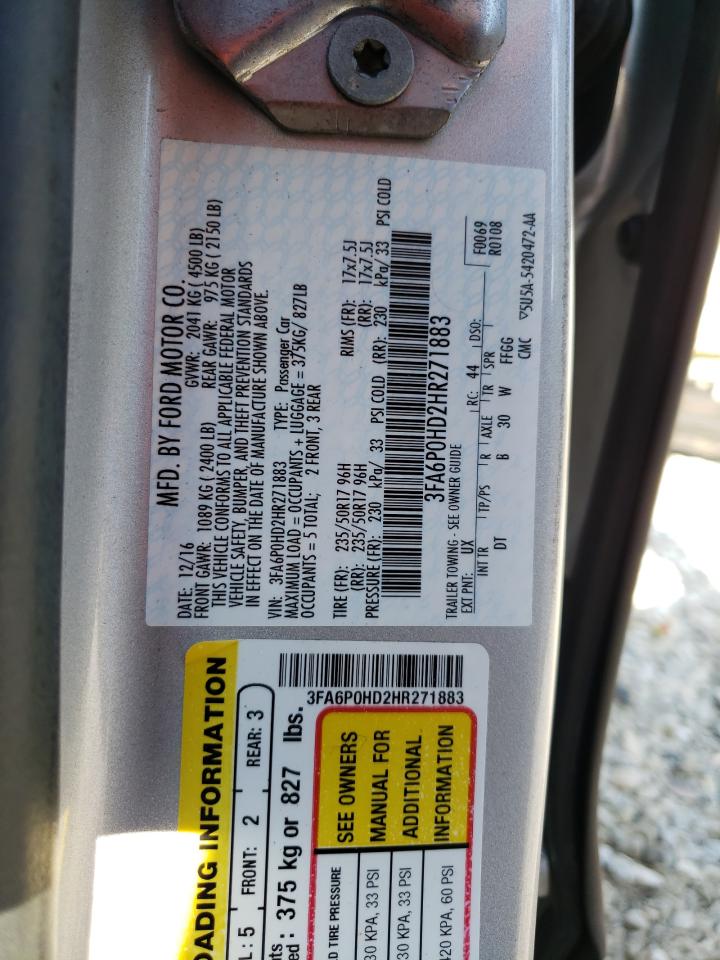 MFD. BY FORD MOTOR CO.
DATE: 12/16 GVWR: 2041 KG ( 4500 LB)
FRONT GAWR: 1089 KG ( 2400 LB) REAR GAWR: 975 KG ( 2150 LB)
THIS VEHICLE CONFORMS TO ALL APPLICABLE FEDERAL MOTOR
VEHICLE SAFETY, BUMPER, AND THEFT PREVENTION STANDARDS
IN EFFECT ON THE DATE OF MANUFACTURE SHOWN ABOVE.
VIN: 3FA6P0HD2HR271883 TYPE: Passenger Car
MAXIMUM LOAD = OCCUPANTS + LUGGAGE = 375KG/ 827LB
OCCUPANTS = 5 TOTAL; 2 FRONT, 3 REAR
TIRE (FR): 235/50R17 96H RIMS (FR): 17x7.5J
(RR): 235/50R17 96H (RR): 17x7.5J
PRESSURE (FR): 230 kPa/ 33 PSI COLD (RR): 230 kPa/ 33 PSI COLD
3FA6P0HD2HR271883
F0069
R0108
TRAILER TOWING - SEE OWNER GUIDE
EXT PNT: UX RC: 44 DSO:
INT TR TP/PS R AXLE TR SPR
DT B 30 W FFGG
CMC ▽5U5A-5420472-AA
OADING INFORMATION
L: 5 FRONT: 2 REAR: 3
nts
ed : 375 kg or 827 lbs.
3FA6P0HD2HR271883
D TIRE PRESSURE
30 KPA, 33 PSI
30 KPA, 33 PSI
420 KPA, 60 PSI
SEE OWNERS
MANUAL FOR
ADDITIONAL
INFORMATION